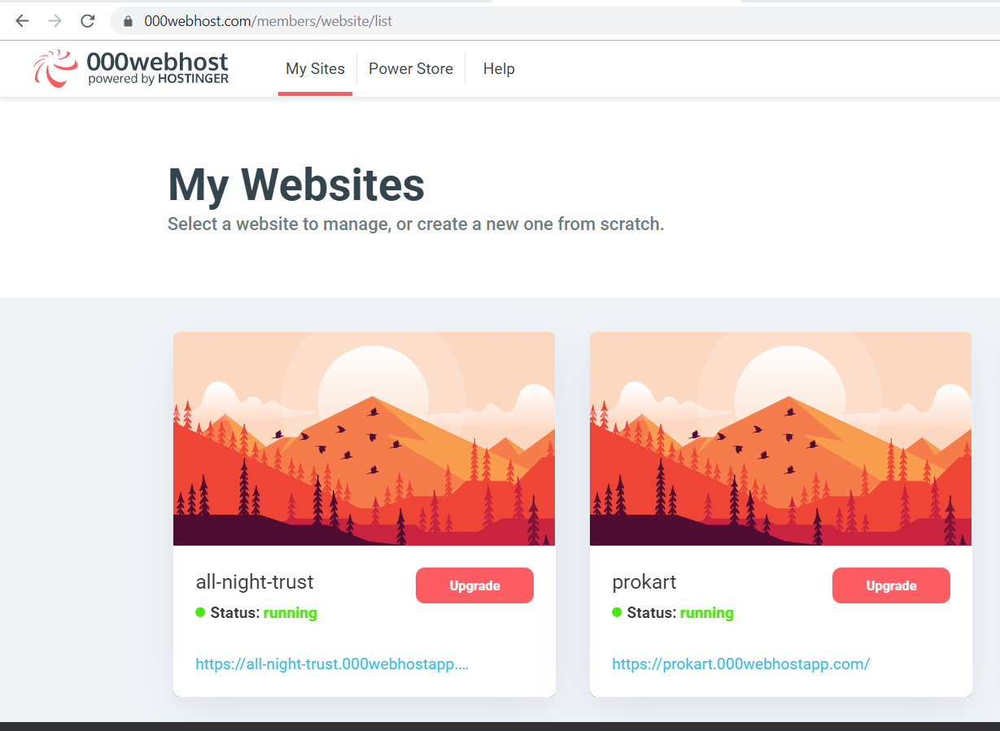 000webhost.com/members/website/list
000webhost
powered by HOSTINGER
My Sites
Power Store
Help
My Websites
Select a website to manage, or create a new one from scratch.
all-night-trust
Upgrade
Status: running
https://all-night-trust.000webhostapp.…
prokart
Upgrade
Status: running
https://prokart.000webhostapp.com/